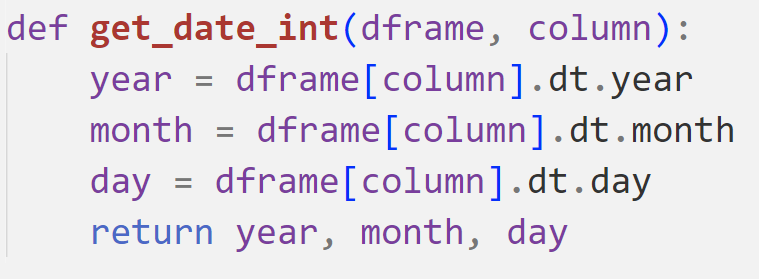 def get_date_int(dframe, column):
    year = dframe[column].dt.year
    month = dframe[column].dt.month
    day = dframe[column].dt.day
    return year, month, day